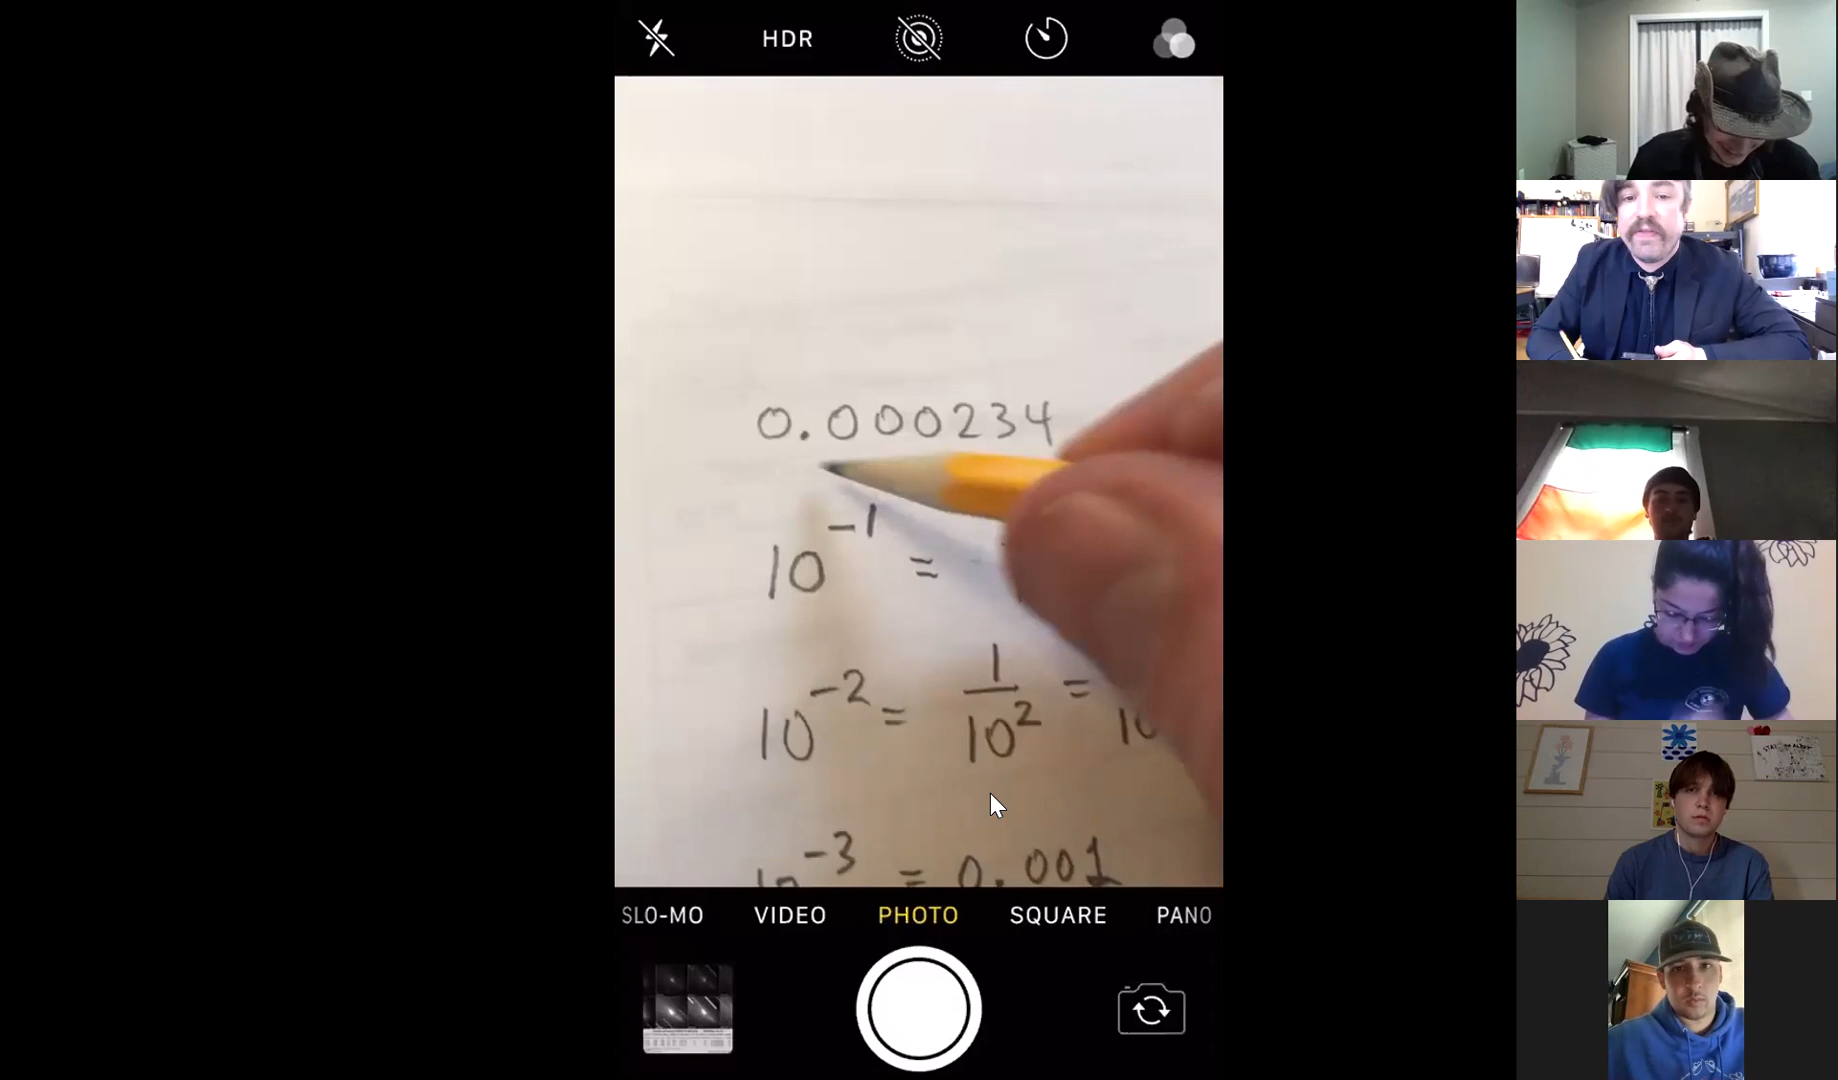 HDR
0.000234
10⁻¹ =
10⁻² = 1/10² = 10
10⁻³ = 0.001
SLO-MO VIDEO PHOTO SQUARE PANO